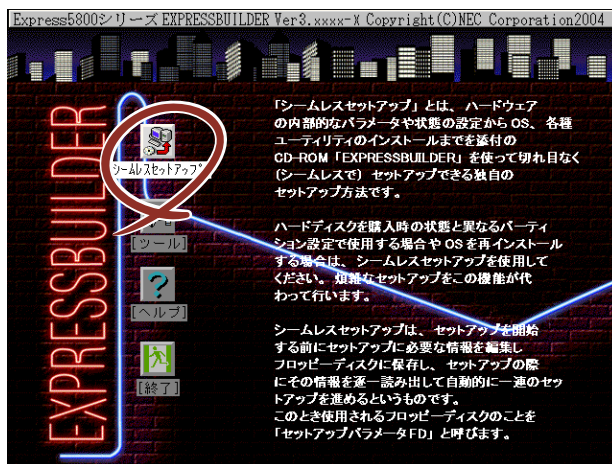 Express5800シリーズ EXPRESSBUILDER Ver3.xxxx-x Copyright(C)NEC Corporation2004
EXPRESSBUILDER
シームレスセットアップ
[ツール]
[ヘルプ]
[終了]
「シームレスセットアップ」とは、ハードウェア
の内部的なパラメータや状態の設定からOS、各種
ユーティリティのインストールまでを添付の
CD-ROM「EXPRESSBUILDER」を使って切れ目なく
(シームレスで)セットアップできる独自の
セットアップ方法です。
ハードディスクを購入時の状態と異なるパーティ
ション設定で使用する場合やOSを再インストール
する場合は、シームレスセットアップを使用して
ください。煩雑なセットアップをこの機能が代
わって行います。
シームレスセットアップは、セットアップを開始
する前にセットアップに必要な情報を編集し
フロッピーディスクに保存し、セットアップの際
にその情報を逐一読み出して自動的に一連のセッ
トアップを進めるというものです。
このとき使用されるフロッピーディスクのことを
「セットアップパラメータFD」と呼びます。